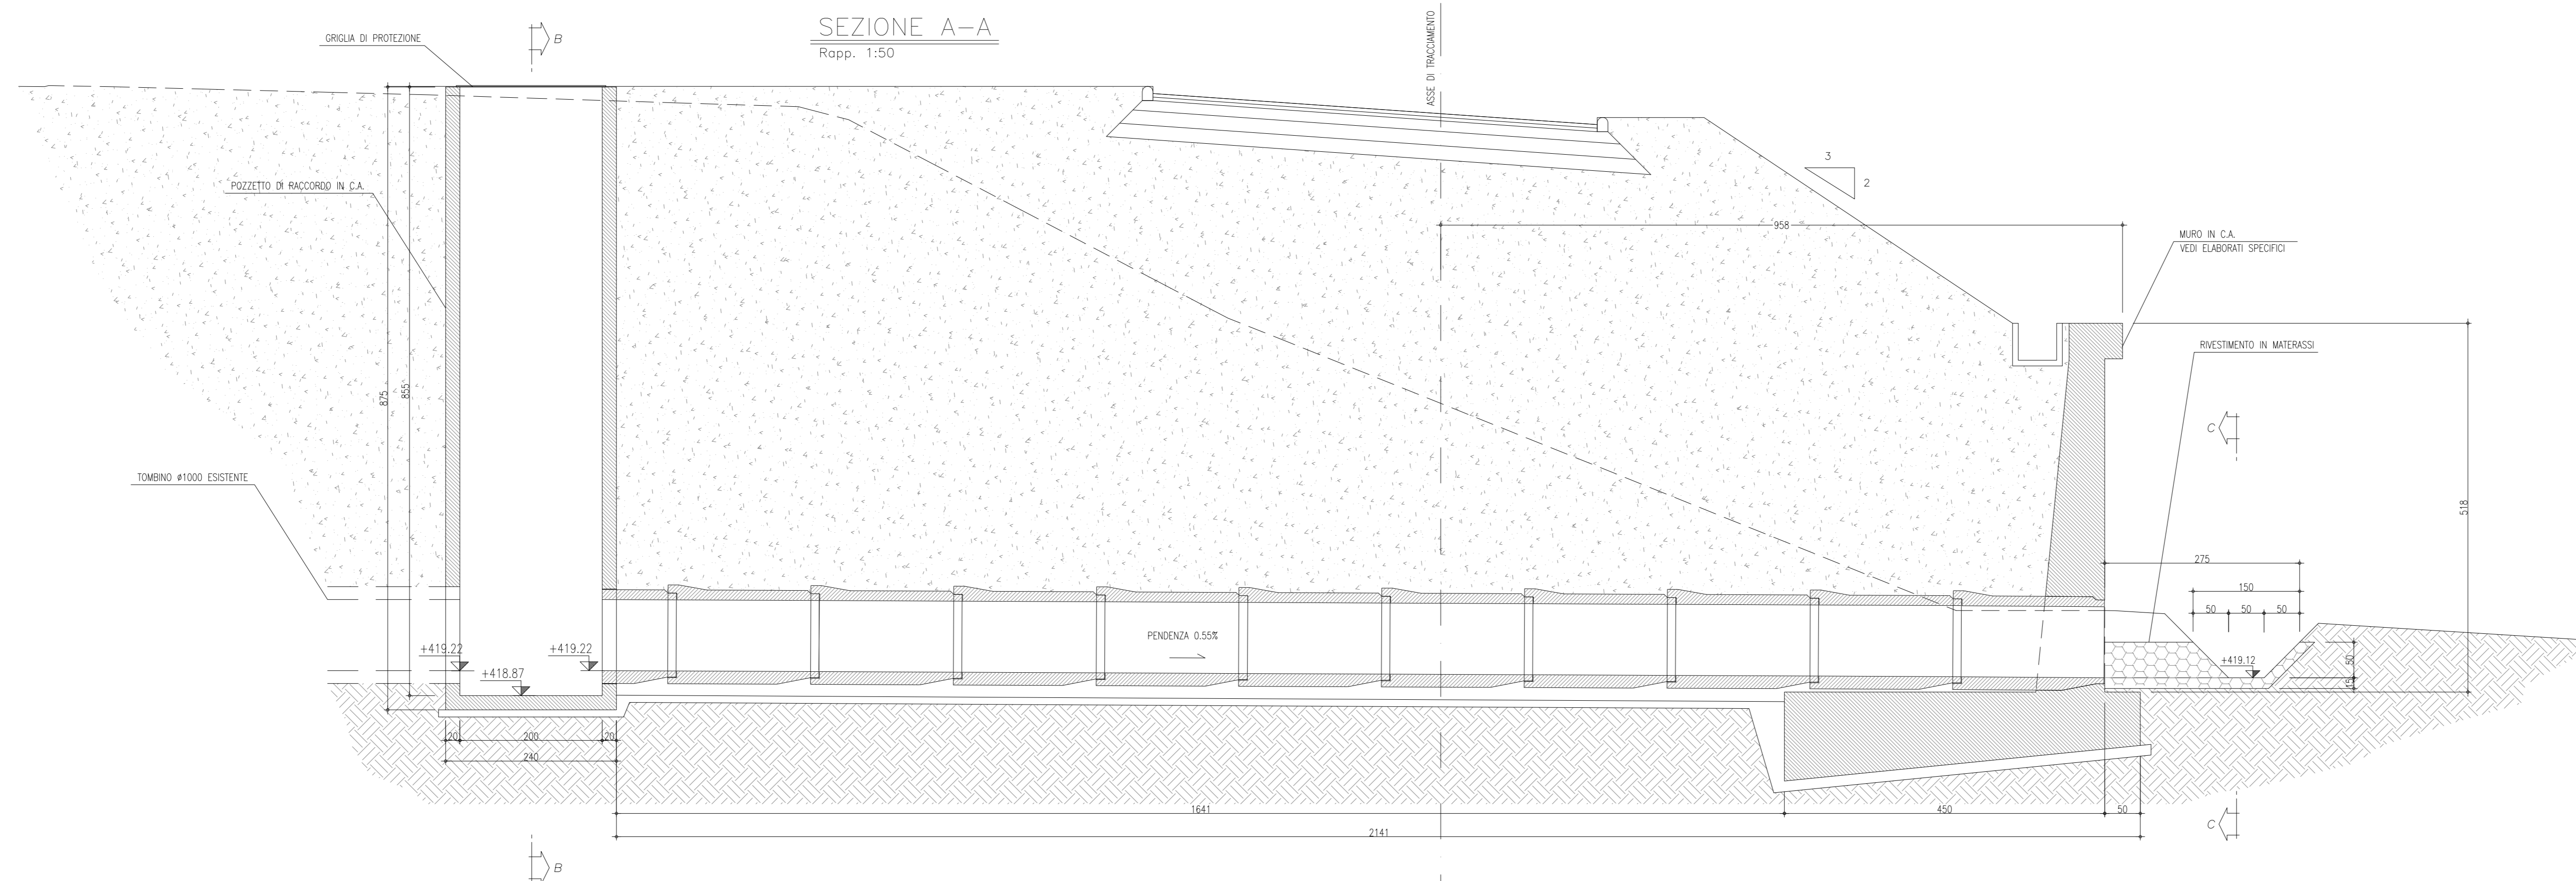 SEZIONE A-A
Rapp. 1:50
GRIGLIA DI PROTEZIONE
B
ASSE DI TRACCIAMENTO
POZZETTO DI RACCORDO IN C.A.
3
2
958
MURO IN C.A.
VEDI ELABORATI SPECIFICI
RIVESTIMENTO IN MATERASSI
875
855
C
TOMBINO ø1000 ESISTENTE
518
275
150
50
50
50
PENDENZA 0.55%
+419.22
+419.22
+418.87
+419.12
50
15
20
200
20
240
1641
450
50
2141
C
B